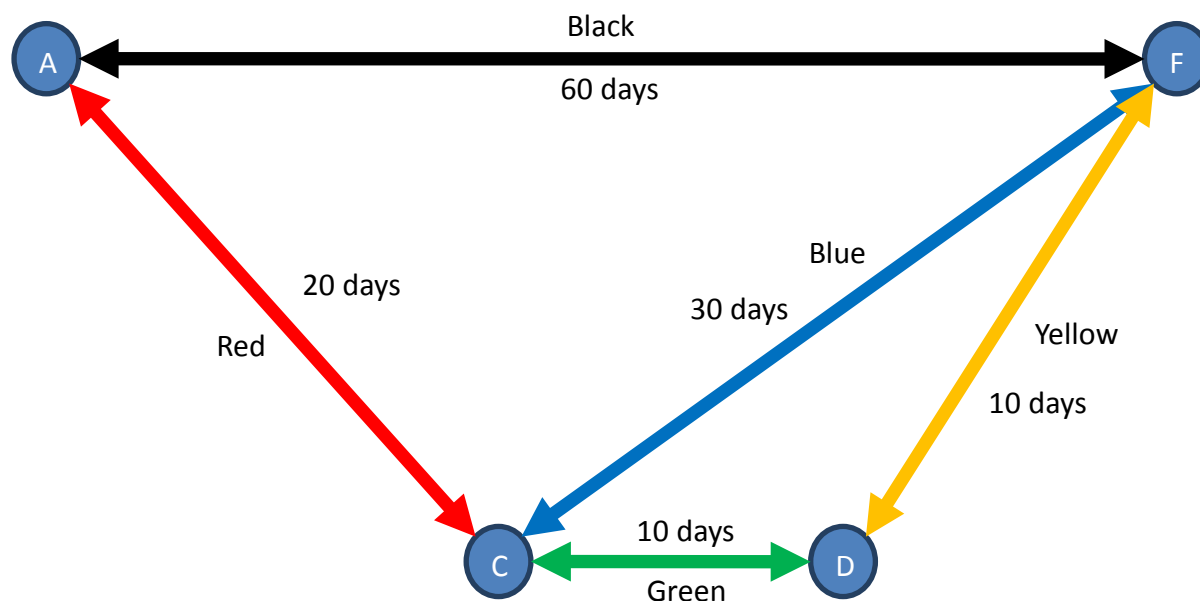 Black
A
F
60 days
Blue
20 days
30 days
Red
Yellow
10 days
10 days
C
D
Green